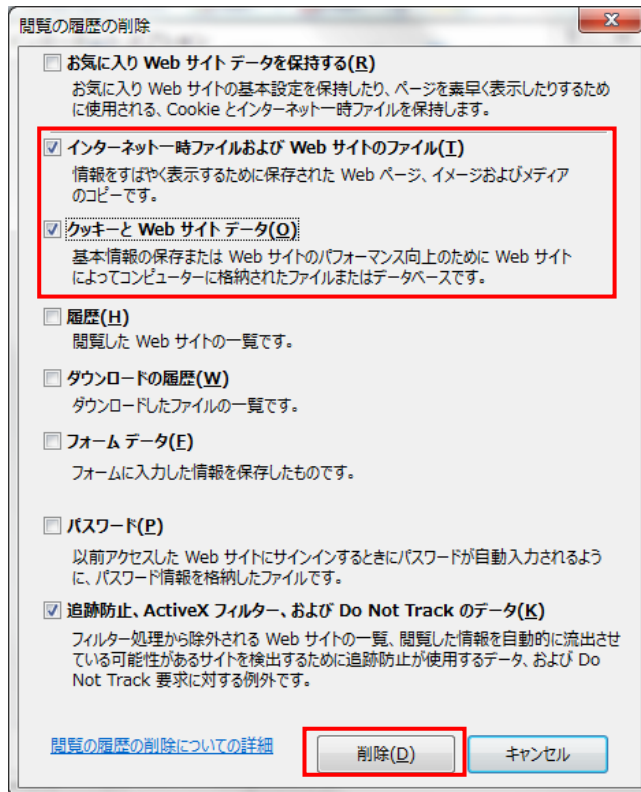 閲覧の履歴の削除
お気に入り Web サイト データを保持する(R)
お気に入り Web サイトの基本設定を保持したり、ページを素早く表示したりするため
に使用される、Cookie とインターネット一時ファイルを保持します。
インターネット一時ファイルおよび Web サイトのファイル(T)
情報をすばやく表示するために保存された Web ページ、イメージおよびメディア
のコピーです。
クッキーと Web サイト データ(O)
基本情報の保存または Web サイトのパフォーマンス向上のために Web サイト
によってコンピューターに格納されたファイルまたはデータベースです。
履歴(H)
閲覧した Web サイトの一覧です。
ダウンロードの履歴(W)
ダウンロードしたファイルの一覧です。
フォーム データ(F)
フォームに入力した情報を保存したものです。
パスワード(P)
以前アクセスした Web サイトにサインインするときにパスワードが自動入力されるよう
に、パスワード情報を格納したファイルです。
追跡防止、ActiveX フィルター、および Do Not Track のデータ(K)
フィルター処理から除外される Web サイトの一覧、閲覧した情報を自動的に流出させ
ている可能性があるサイトを検出するために追跡防止が使用するデータ、および Do
Not Track 要求に対する例外です。
閲覧の履歴の削除についての詳細
削除(D)
キャンセル